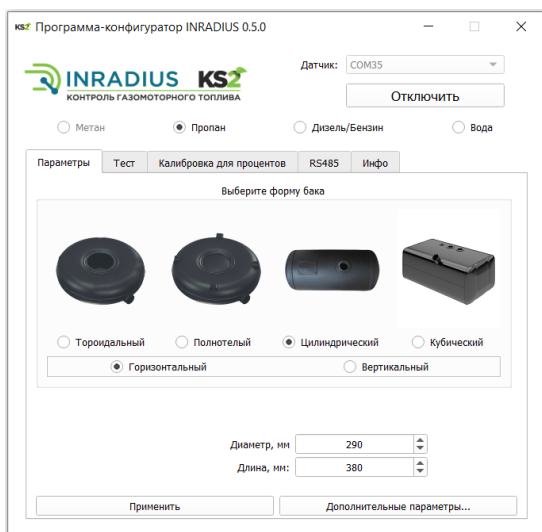 KS2 Программа-конфигуратор INRADIUS 0.5.0
INRADIUS KS2
КОНТРОЛЬ ГАЗОМОТОРНОГО ТОПЛИВА
Датчик: COM35
Отключить
Метан Пропан Дизель/Бензин Вода
Параметры Тест Калибровка для процентов RS485 Инфо
Выберите форму бака
Тороидальный Полнотелый Цилиндрический Кубический
Горизонтальный Вертикальный
Диаметр, мм 290
Длина, мм: 380
Применить Дополнительные параметры...